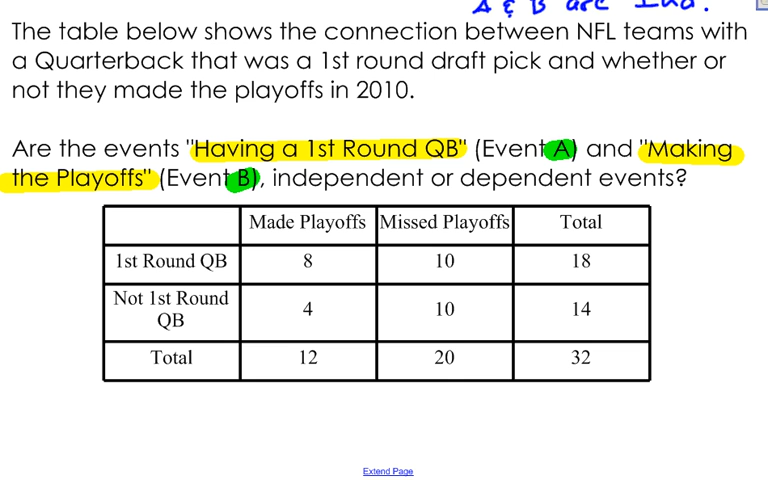 A & B are Ind.
The table below shows the connection between NFL teams with
a Quarterback that was a 1st round draft pick and whether or
not they made the playoffs in 2010.
Are the events "Having a 1st Round QB" (Event A) and "Making
the Playoffs" (Event B), independent or dependent events?
Made Playoffs Missed Playoffs Total
1st Round QB 8 10 18
Not 1st Round
QB 4 10 14
Total 12 20 32
Extend Page